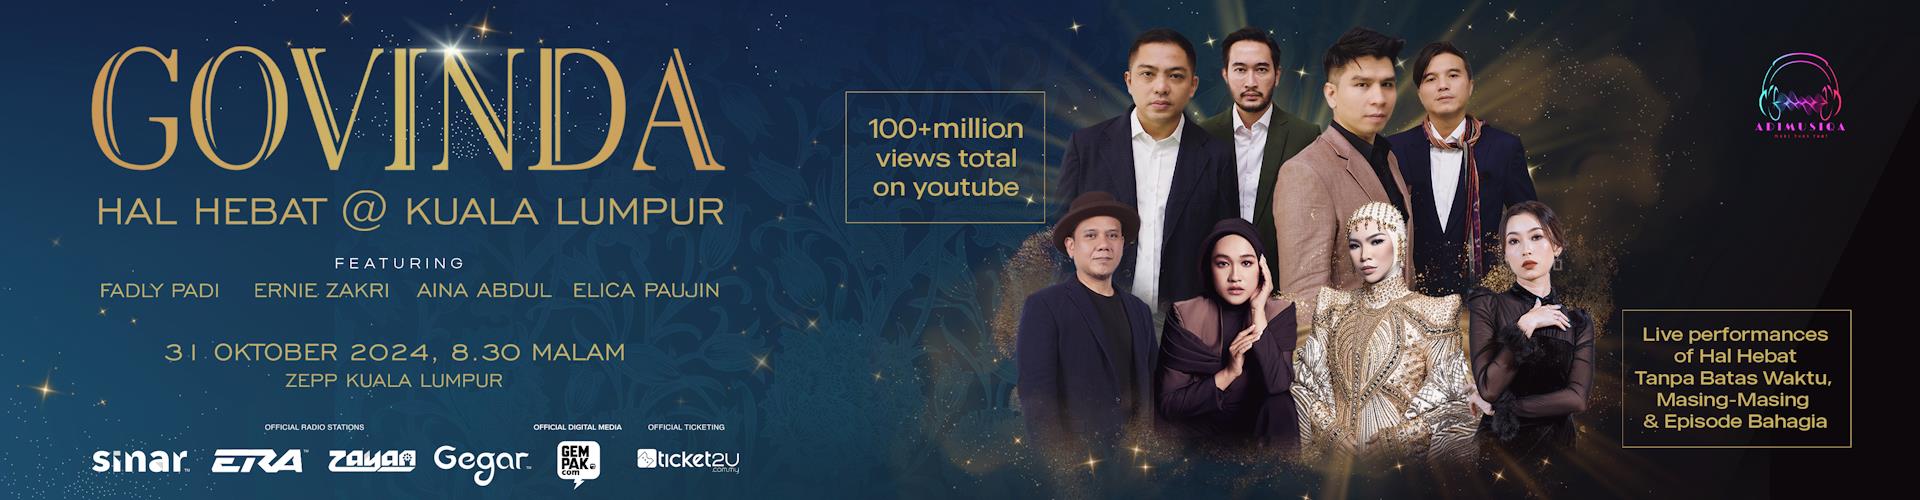 GOVINDA
HAL HEBAT @ KUALA LUMPUR
FEATURING
FADLY PADI ERNIE ZAKRI AINA ABDUL ELICA PAUJIN
31 OKTOBER 2024, 8.30 MALAM
ZEPP KUALA LUMPUR
OFFICIAL RADIO STATIONS
sinar ERA zayan Gegar
OFFICIAL DIGITAL MEDIA
GEM
PAK
com
OFFICIAL TICKETING
ticket2u
.com.my
100+million
views total
on youtube
ADIMUSIQA
Live performances
of Hal Hebat
Tanpa Batas Waktu,
Masing-Masing
& Episode Bahagia